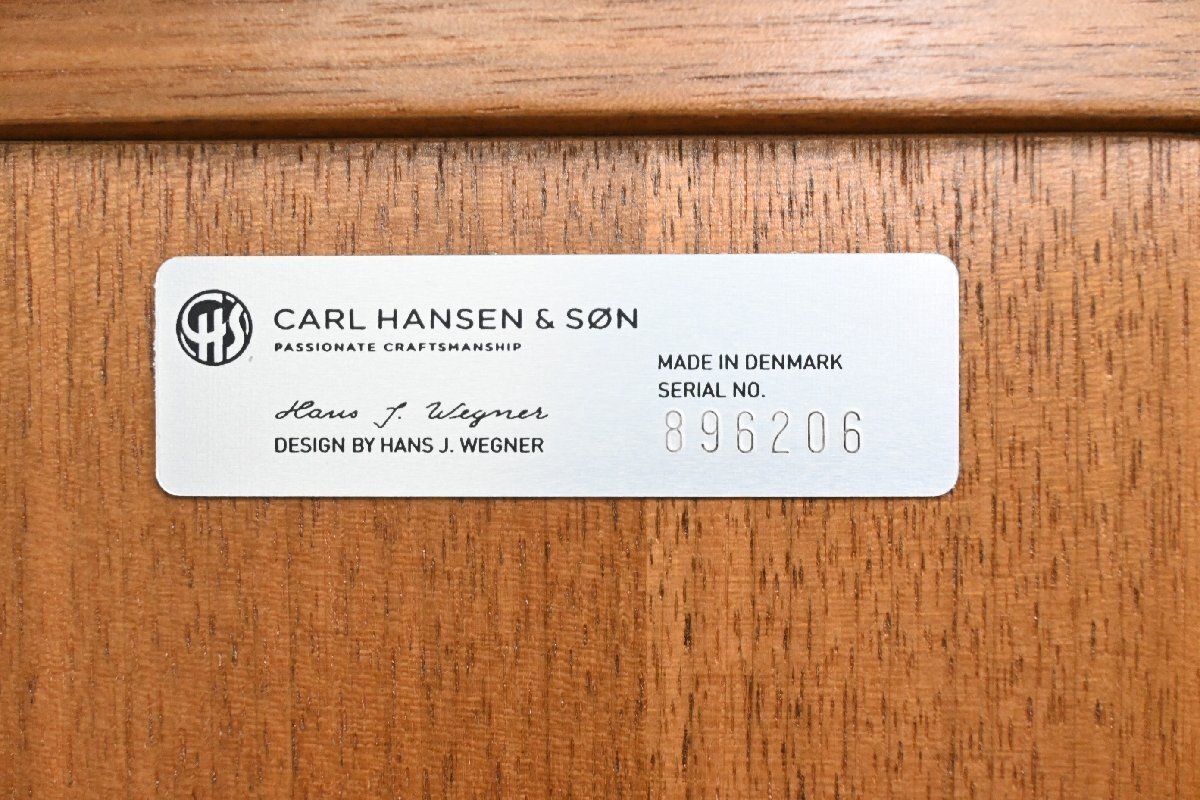 CHS
CARL HANSEN & SØN
PASSIONATE CRAFTSMANSHIP
Hans J. Wegner
DESIGN BY HANS J. WEGNER
MADE IN DENMARK
SERIAL NO.
896206